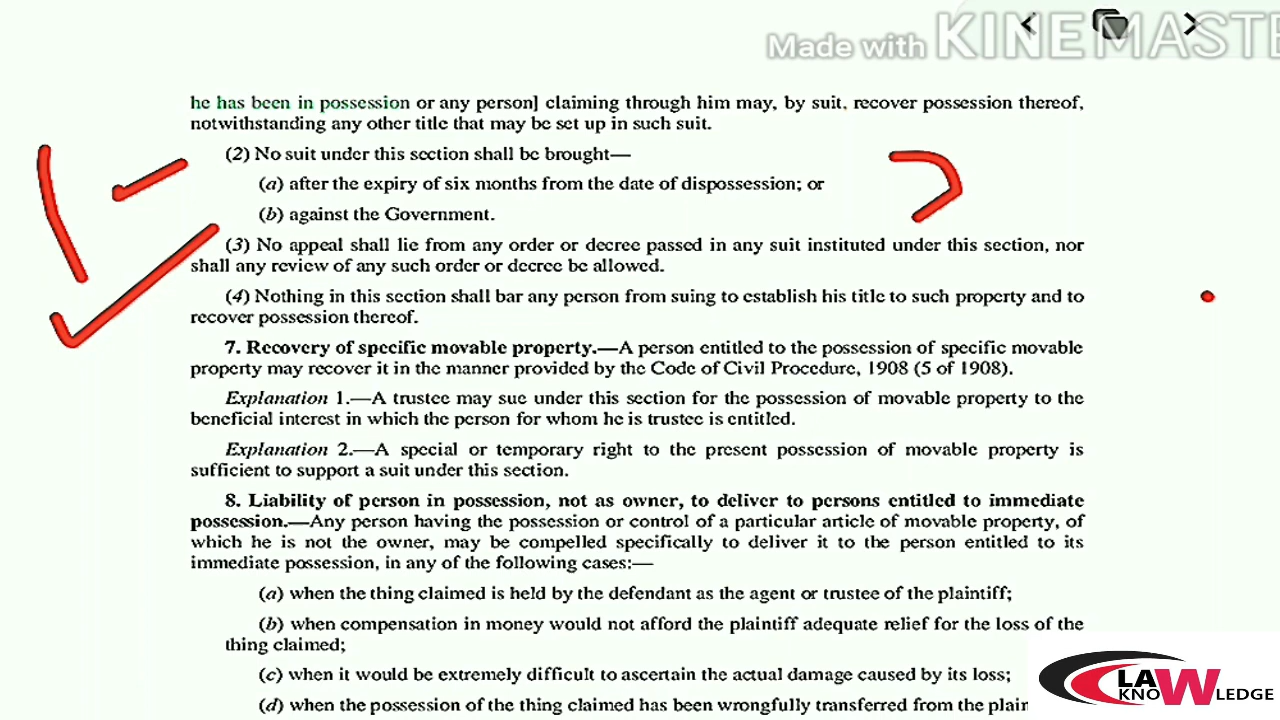 Made with KINEMASTE
he has been in possession or any person] claiming through him may, by suit, recover possession thereof,
notwithstanding any other title that may be set up in such suit.
(2) No suit under this section shall be brought—
(a) after the expiry of six months from the date of dispossession; or
(b) against the Government.
(3) No appeal shall lie from any order or decree passed in any suit instituted under this section, nor
shall any review of any such order or decree be allowed.
(4) Nothing in this section shall bar any person from suing to establish his title to such property and to
recover possession thereof.
7. Recovery of specific movable property.—A person entitled to the possession of specific movable
property may recover it in the manner provided by the Code of Civil Procedure, 1908 (5 of 1908).
Explanation 1.—A trustee may sue under this section for the possession of movable property to the
beneficial interest in which the person for whom he is trustee is entitled.
Explanation 2.—A special or temporary right to the present possession of movable property is
sufficient to support a suit under this section.
8. Liability of person in possession, not as owner, to deliver to persons entitled to immediate
possession.—Any person having the possession or control of a particular article of movable property, of
which he is not the owner, may be compelled specifically to deliver it to the person entitled to its
immediate possession, in any of the following cases:—
(a) when the thing claimed is held by the defendant as the agent or trustee of the plaintiff;
(b) when compensation in money would not afford the plaintiff adequate relief for the loss of the
thing claimed;
(c) when it would be extremely difficult to ascertain the actual damage caused by its loss;
(d) when the possession of the thing claimed has been wrongfully transferred from the plain
LAW
KNOWLEDGE